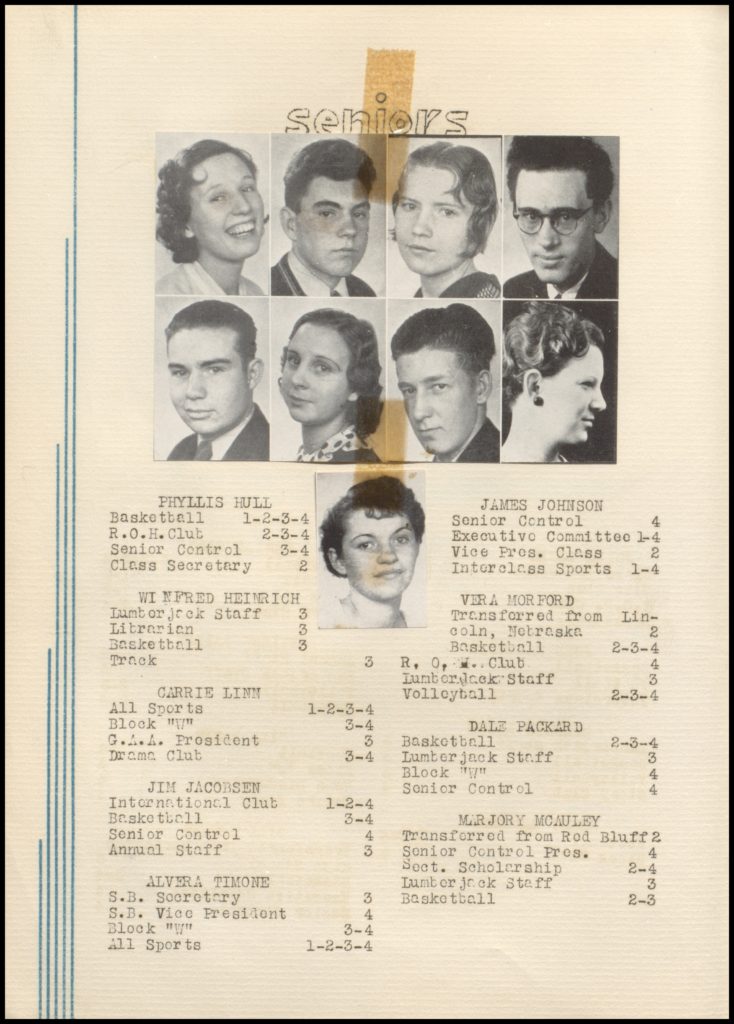 seniors
PHYLLIS HULL
Basketball 1-2-3-4
R.O.H.Club 2-3-4
Senior Control 3-4
Class Secretary 2
WINFRED HEINRICH
Lumberjack Staff 3
Librarian 3
Basketball 3
Track 3
CARRIE LINN
All Sports 1-2-3-4
Block "W" 3-4
G.A.A. President 3
Drama Club 3-4
JIM JACOBSEN
International Club 1-2-4
Basketball 3-4
Senior Control 4
Annual Staff 3
ALVERA TIMONE
S.B. Secretary 3
S.B. Vice President 4
Block "W" 3-4
All Sports 1-2-3-4
JAMES JOHNSON
Senior Control 4
Executive Committee 1-4
Vice Pres. Class 2
Interclass Sports 1-4
VERA MORFORD
Transferred from Lin-
coln, Nebraska 2
Basketball 2-3-4
R. O. H. Club 4
Lumberjack Staff 3
Volleyball 2-3-4
DALE PACKARD
Basketball 2-3-4
Lumberjack Staff 3
Block "W" 4
Senior Control 4
MARJORY MCAULEY
Transferred from Red Bluff 2
Senior Control Pres. 4
Sect. Scholarship 2-4
Lumberjack Staff 3
Basketball 2-3